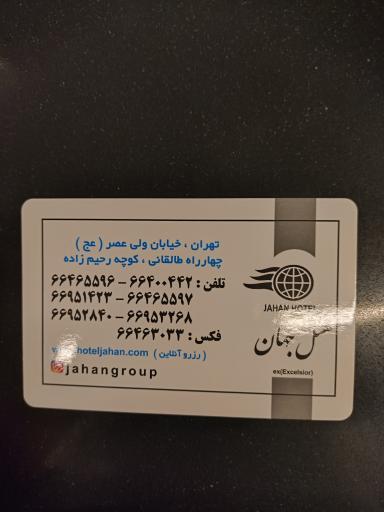 تهران ، خیابان ولی عصر ( عج )
چهارراه طالقانی ، کوچه رحیم زاده
تلفن : ۶۶۴۰۰۴۴۲ – ۶۶۴۶۵۵۹۶
۶۶۴۶۵۵۹۷ – ۶۶۹۵۱۴۲۳
۶۶۹۵۳۲۶۸ – ۶۶۹۵۲۸۴۰
فکس : ۶۶۴۶۳۰۳۳
( رزرو آنلاین ) hoteljahan.com
jahangroup
JAHAN HOTEL
هتل جهان
ex(Excelsior)